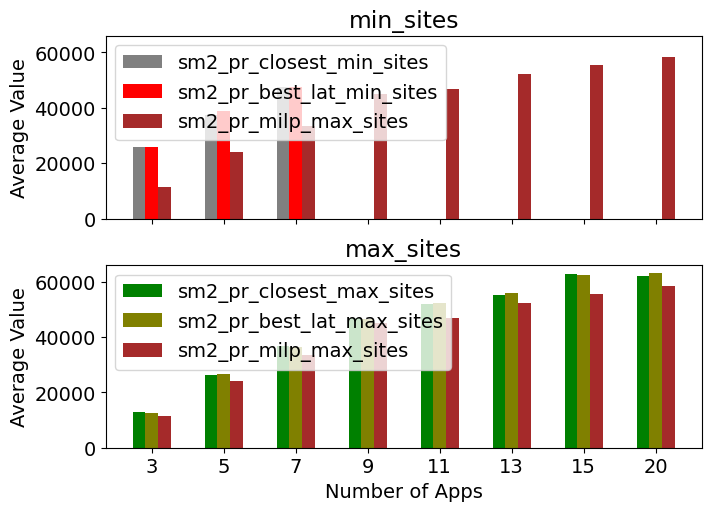 min_sites
60000
40000
20000
0
Average Value
sm2_pr_closest_min_sites
sm2_pr_best_lat_min_sites
sm2_pr_milp_max_sites
max_sites
60000
40000
20000
0
Average Value
sm2_pr_closest_max_sites
sm2_pr_best_lat_max_sites
sm2_pr_milp_max_sites
3 5 7 9 11 13 15 20
Number of Apps